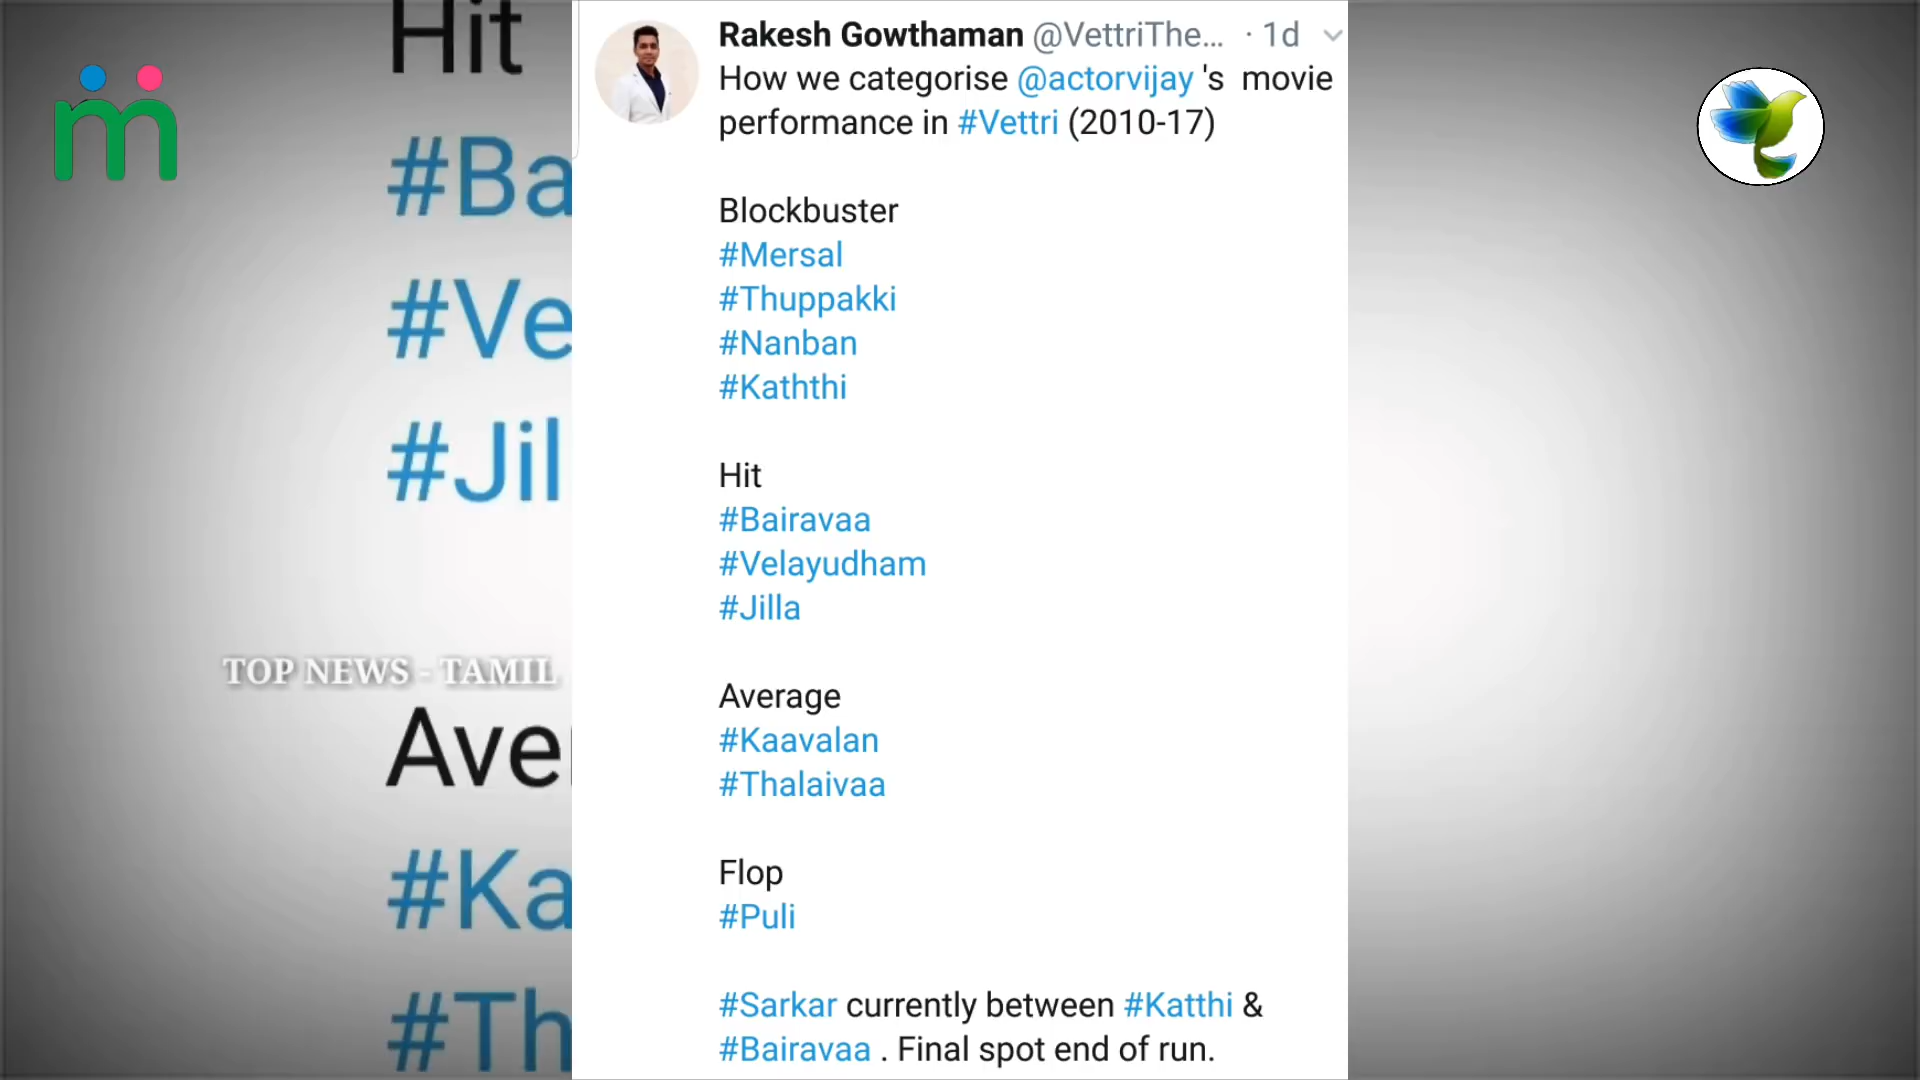 Hit
#Ba
#Ve
#Jil
TOP NEWS - TAMIL
Aver
#Ka
#Th
Rakesh Gowthaman @VettriThe... · 1d
How we categorise @actorvijay 's movie
performance in #Vettri (2010-17)
Blockbuster
#Mersal
#Thuppakki
#Nanban
#Kaththi
Hit
#Bairavaa
#Velayudham
#Jilla
Average
#Kaavalan
#Thalaivaa
Flop
#Puli
#Sarkar currently between #Katthi &
#Bairavaa . Final spot end of run.